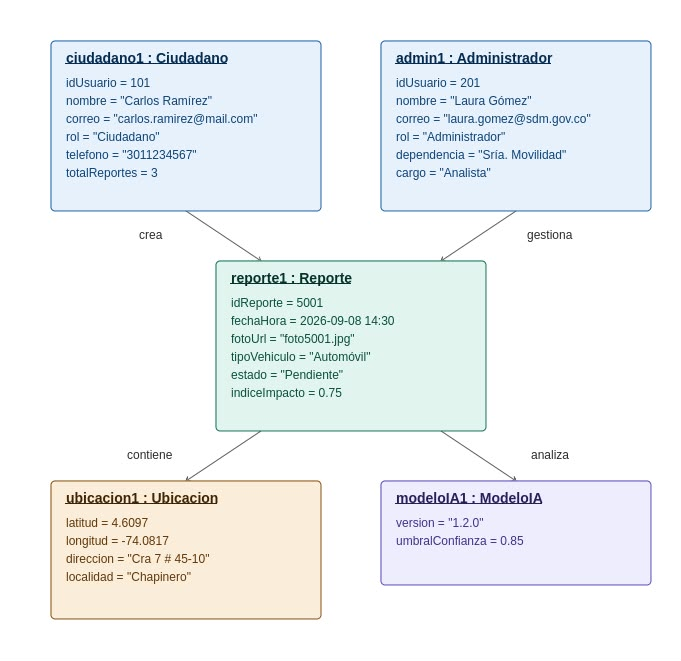 ciudadano1 : Ciudadano
idUsuario = 101
nombre = "Carlos Ramírez"
correo = "carlos.ramirez@mail.com"
rol = "Ciudadano"
telefono = "3011234567"
totalReportes = 3
admin1 : Administrador
idUsuario = 201
nombre = "Laura Gómez"
correo = "laura.gomez@sdm.gov.co"
rol = "Administrador"
dependencia = "Sría. Movilidad"
cargo = "Analista"
crea
gestiona
reporte1 : Reporte
idReporte = 5001
fechaHora = 2026-09-08 14:30
fotoUrl = "foto5001.jpg"
tipoVehiculo = "Automóvil"
estado = "Pendiente"
indiceImpacto = 0.75
contiene
analiza
ubicacion1 : Ubicacion
latitud = 4.6097
longitud = -74.0817
direccion = "Cra 7 # 45-10"
localidad = "Chapinero"
modeloIA1 : ModeloIA
version = "1.2.0"
umbralConfianza = 0.85